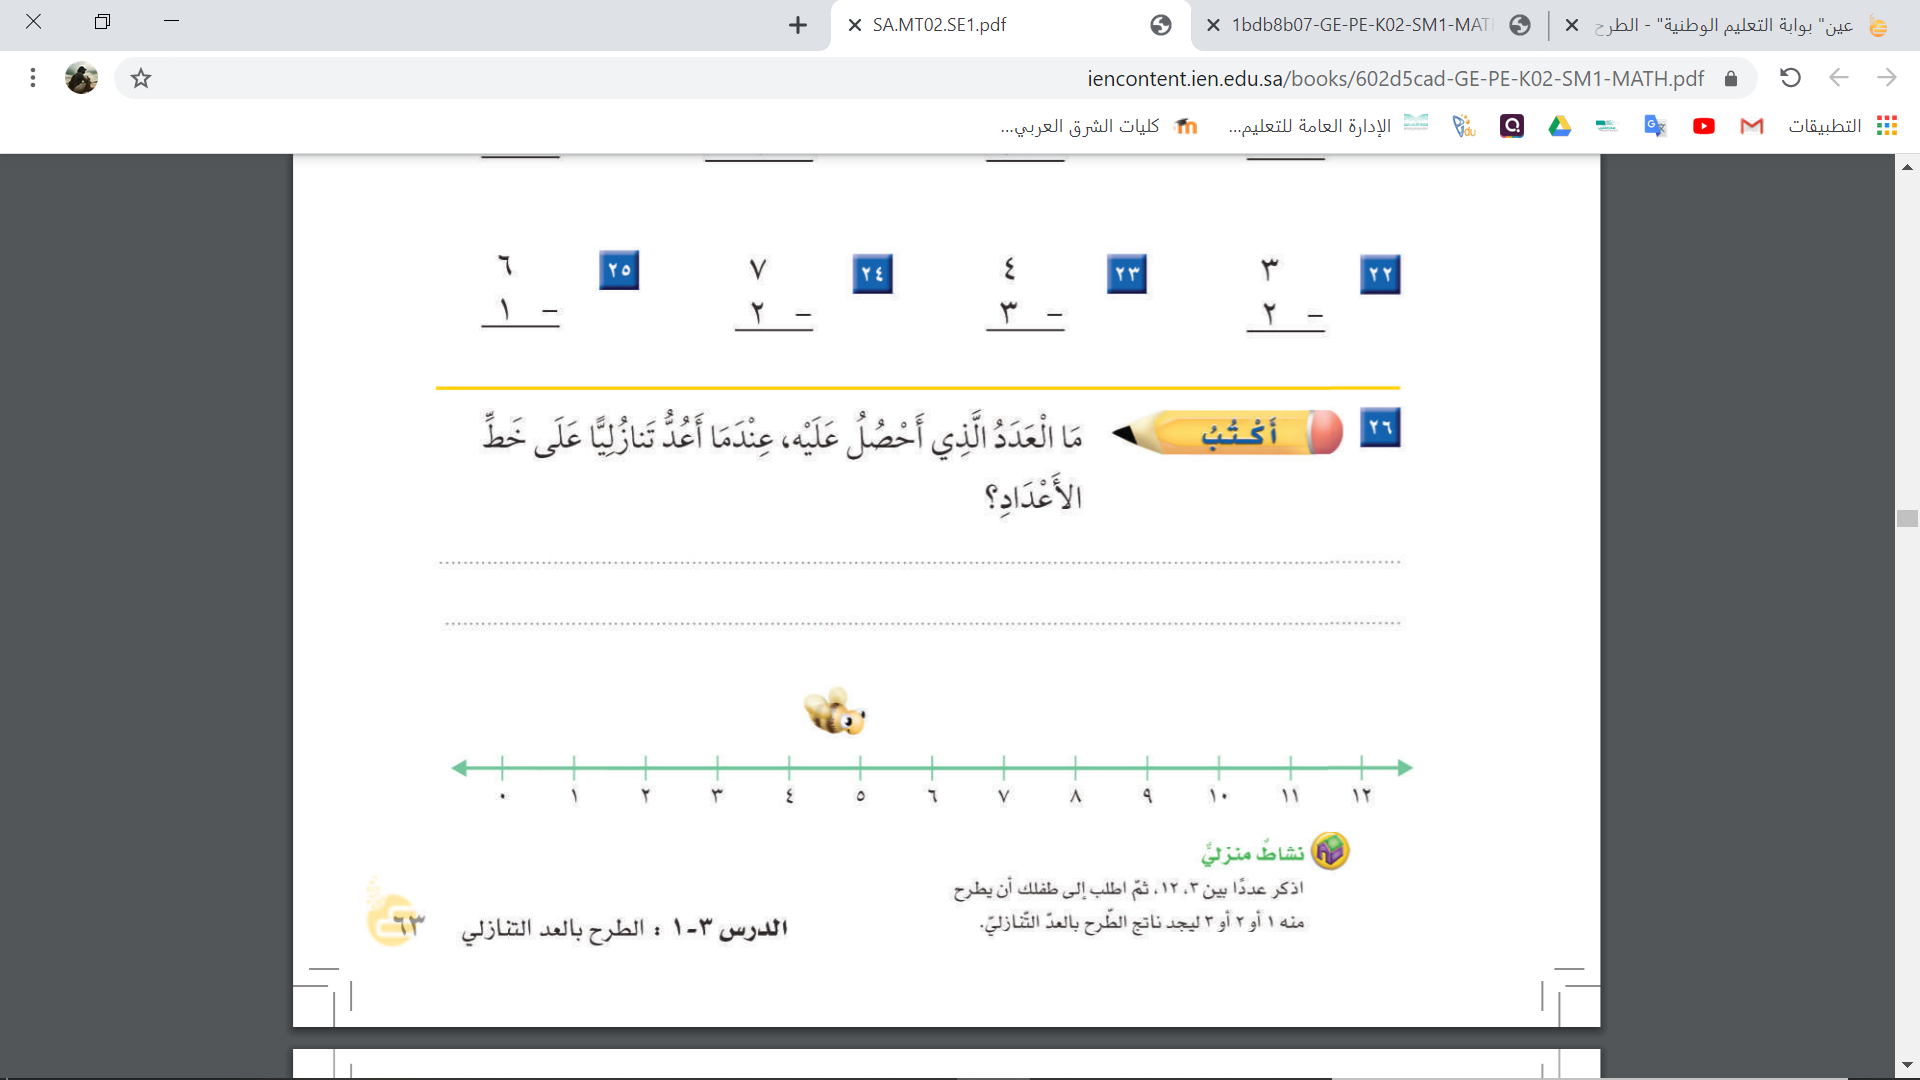 عين" بوابة التعليم الوطنية" - الطرح
1bdb8b07-GE-PE-K02-SM1-MATH
SA.MT02.SE1.pdf
iencontent.ien.edu.sa/books/602d5cad-GE-PE-K02-SM1-MATH.pdf
التطبيقات
الإدارة العامة للتعليم...
كليات الشرق العربي...
٢٢ ٢٣ ٢٤ ٢٥
٣ ٤ ٧ ٦
- ٢ - ٣ - ٢ - ١
٢٦ أَكْتُبُ مَا الْعَدَدُ الَّذِي أَحْصُلُ عَلَيْه، عِنْدَمَا أَعُدُّ تَنازُلِيًّا عَلَى خَطِّ
الأَعْدَادِ؟
٠ ١ ٢ ٣ ٤ ٥ ٦ ٧ ٨ ٩ ١٠ ١١ ١٢
نشاطٌ منزليٌّ
اذكر عددًا بين ٣، ١٢، ثمّ اطلب إلى طفلك أن يطرح
منه ١ أو ٢ أو ٣ ليجد ناتج الطّرح بالعدّ التّنازليّ.
الدرس ٣-١ : الطرح بالعد التنازلي ٦٣